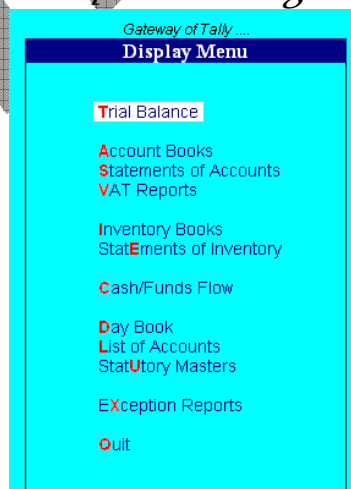 Gateway of Tally ....
Display Menu
Trial Balance
Account Books
Statements of Accounts
VAT Reports
Inventory Books
StatEments of Inventory
Cash/Funds Flow
Day Book
List of Accounts
StatUtory Masters
EXception Reports
Quit